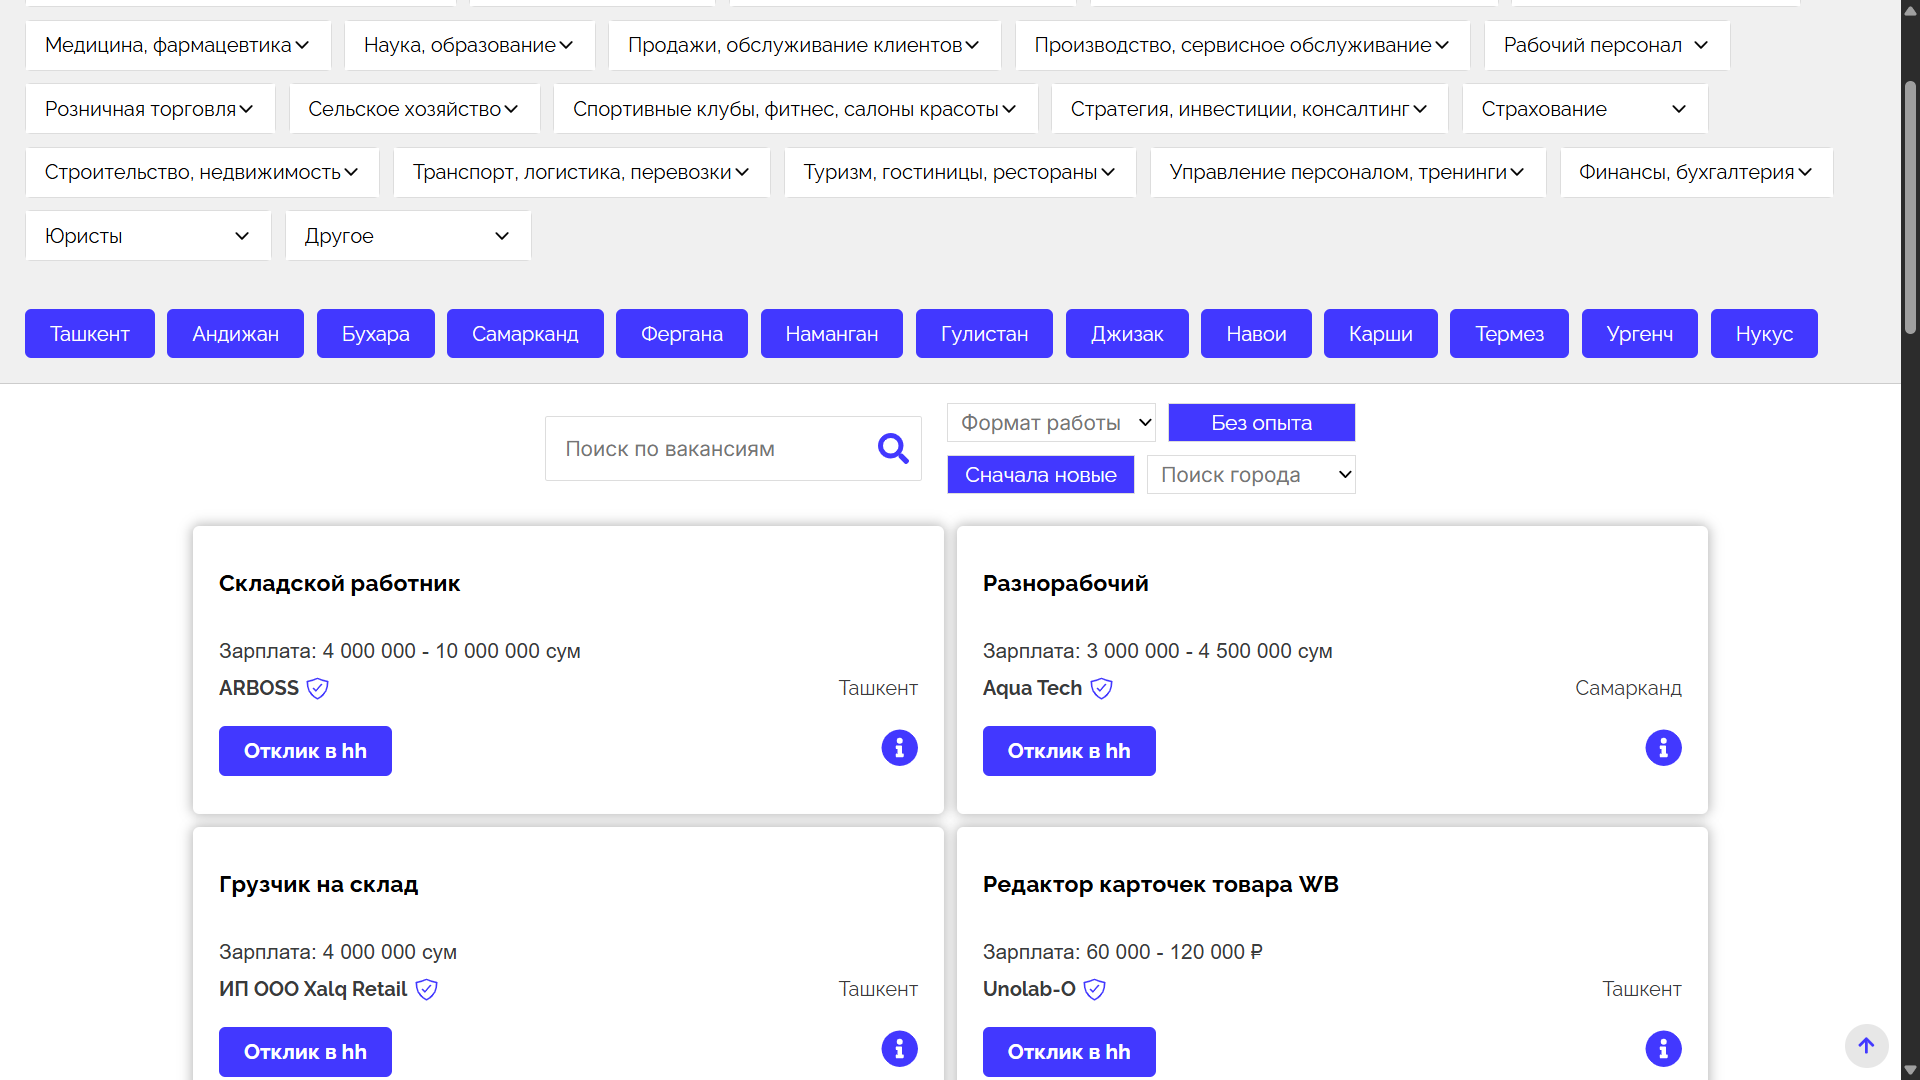 Медицина, фармацевтика
Наука, образование
Продажи, обслуживание клиентов
Производство, сервисное обслуживание
Рабочий персонал
Розничная торговля
Сельское хозяйство
Спортивные клубы, фитнес, салоны красоты
Стратегия, инвестиции, консалтинг
Страхование
Строительство, недвижимость
Транспорт, логистика, перевозки
Туризм, гостиницы, рестораны
Управление персоналом, тренинги
Финансы, бухгалтерия
Юристы
Другое
Ташкент
Андижан
Бухара
Самарканд
Фергана
Наманган
Гулистан
Джизак
Навои
Карши
Термез
Ургенч
Нукус
Поиск по вакансиям
Формат работы
Без опыта
Сначала новые
Поиск города
Складской работник
Зарплата: 4 000 000 - 10 000 000 сум
ARBOSS
Ташкент
Отклик в hh
Разнорабочий
Зарплата: 3 000 000 - 4 500 000 сум
Aqua Tech
Самарканд
Отклик в hh
Грузчик на склад
Зарплата: 4 000 000 сум
ИП ООО Xalq Retail
Ташкент
Отклик в hh
Редактор карточек товара WB
Зарплата: 60 000 - 120 000 ₽
Unolab-O
Ташкент
Отклик в hh